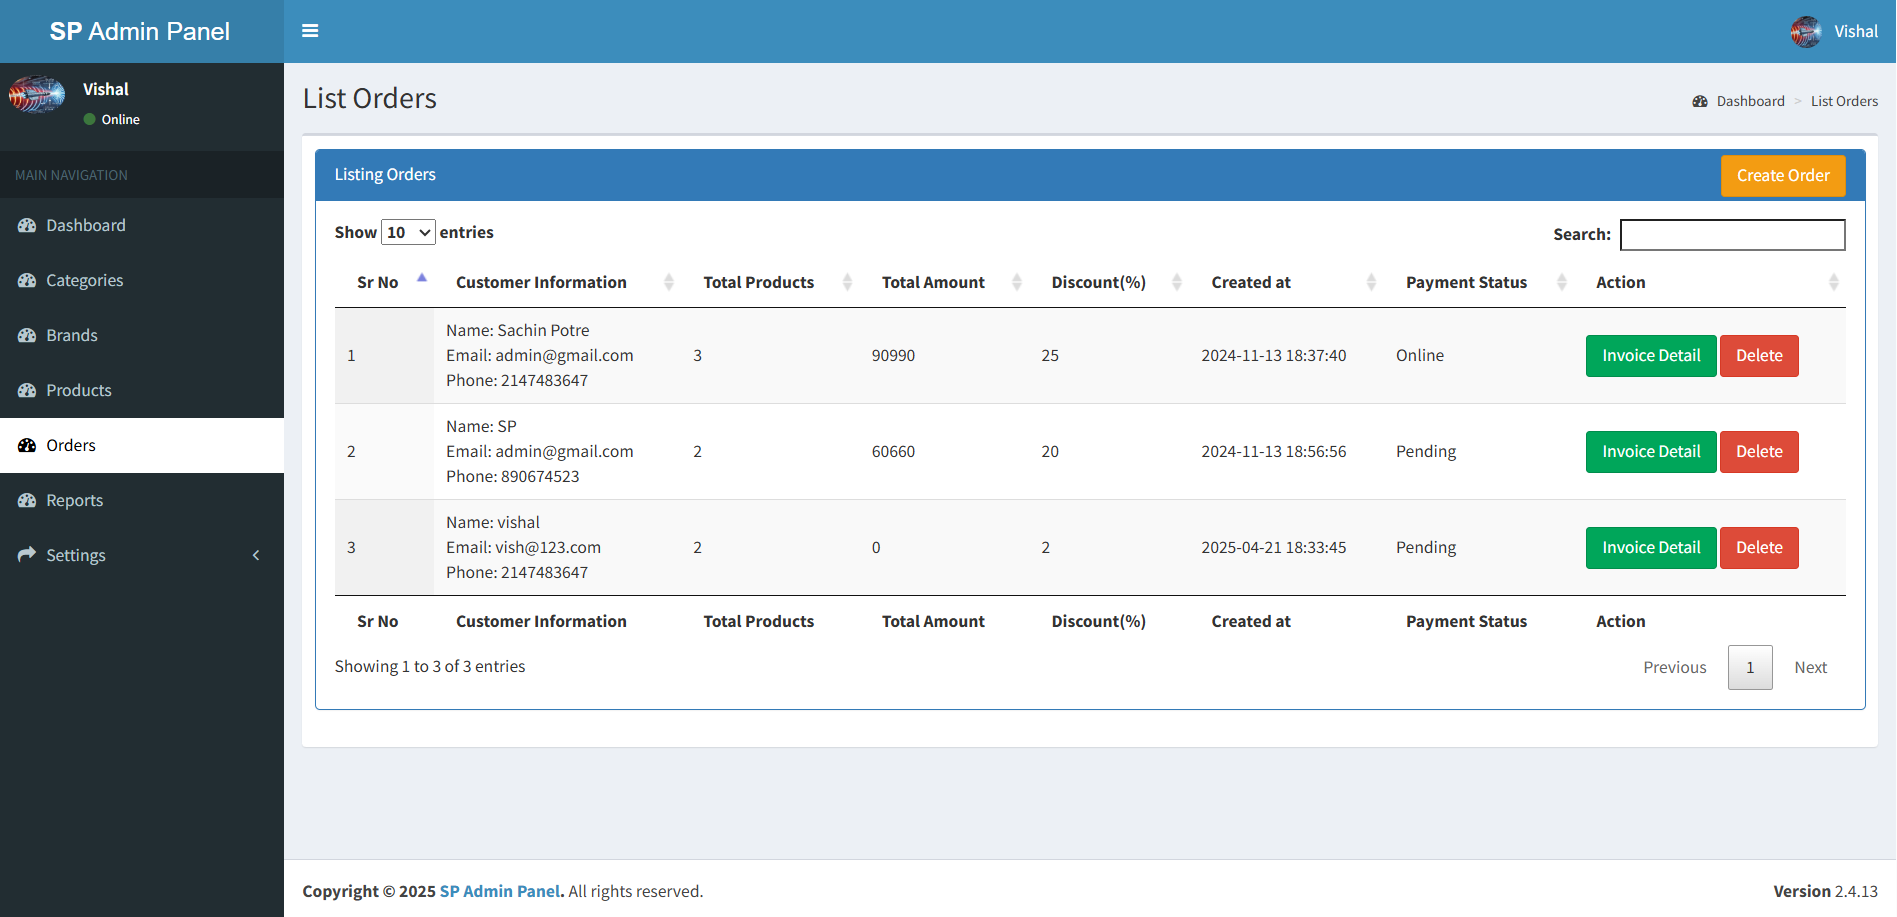 SP Admin Panel
Vishal
Vishal
Online
MAIN NAVIGATION
Dashboard
Categories
Brands
Products
Orders
Reports
Settings
List Orders
Dashboard > List Orders
Listing Orders
Create Order
Show 10 entries
Search:
Sr No Customer Information Total Products Total Amount Discount(%) Created at Payment Status Action
Name: Sachin Potre
1 Email: admin@gmail.com 3 90990 25 2024-11-13 18:37:40 Online Invoice Detail Delete
Phone: 2147483647
Name: SP
2 Email: admin@gmail.com 2 60660 20 2024-11-13 18:56:56 Pending Invoice Detail Delete
Phone: 890674523
Name: vishal
3 Email: vish@123.com 2 0 2 2025-04-21 18:33:45 Pending Invoice Detail Delete
Phone: 2147483647
Sr No Customer Information Total Products Total Amount Discount(%) Created at Payment Status Action
Showing 1 to 3 of 3 entries
Previous 1 Next
Copyright © 2025 SP Admin Panel. All rights reserved.
Version 2.4.13